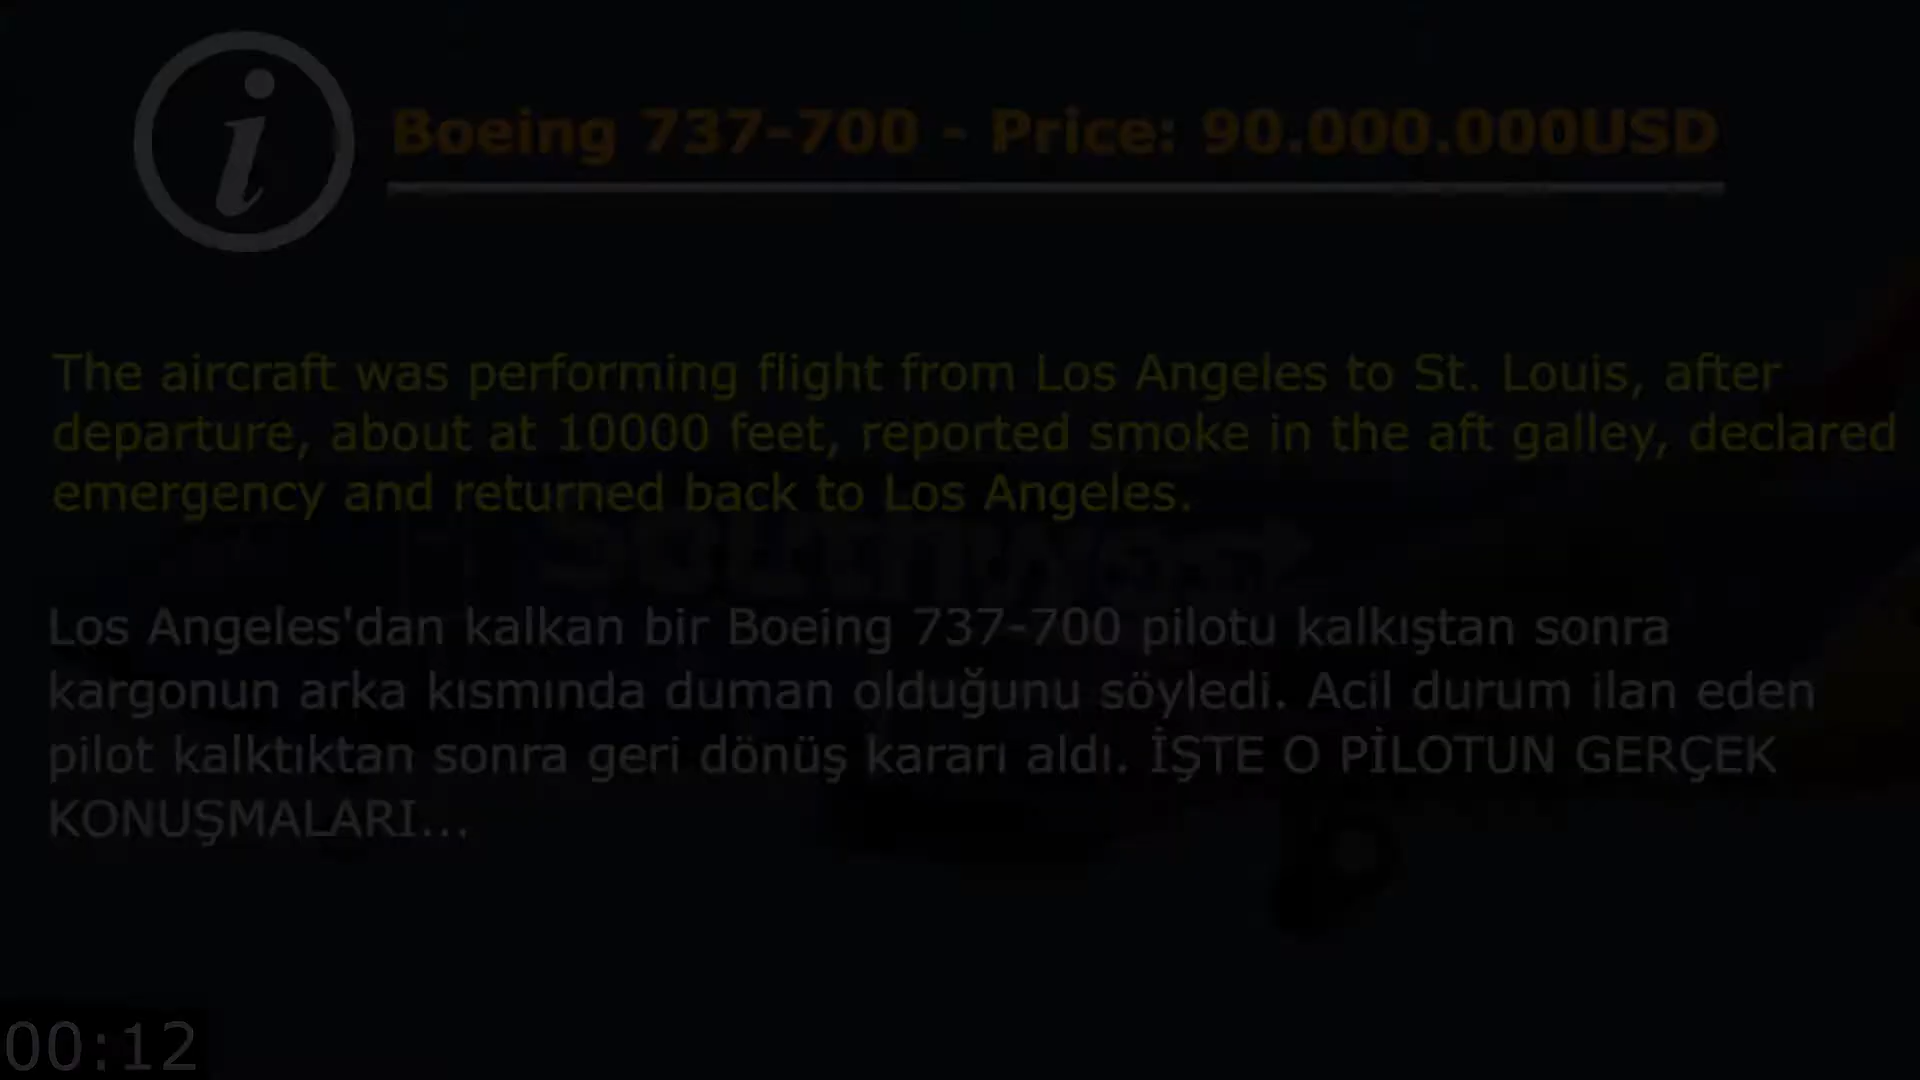 i
Boeing 737-700 - Price: 90.000.000USD
The aircraft was performing flight from Los Angeles to St. Louis, after
departure, about at 10000 feet, reported smoke in the aft galley, declared
emergency and returned back to Los Angeles.
Southwest
Los Angeles'dan kalkan bir Boeing 737-700 pilotu kalkıştan sonra
kargonun arka kısmında duman olduğunu söyledi. Acil durum ilan eden
pilot kalktıktan sonra geri dönüş kararı aldı. İŞTE O PİLOTUN GERÇEK
KONUŞMALARI...
00:12